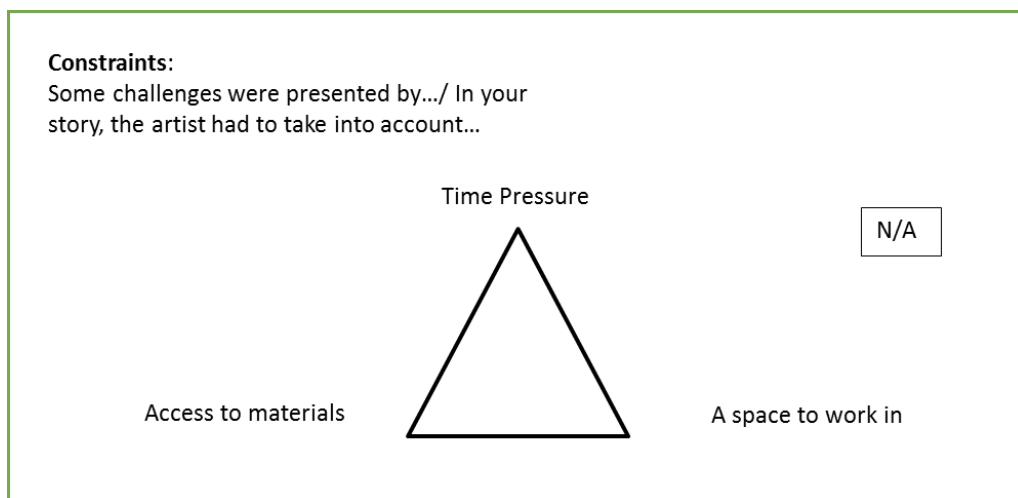 Constraints:
Some challenges were presented by.../ In your
story, the artist had to take into account...
Time Pressure
N/A
Access to materials
A space to work in